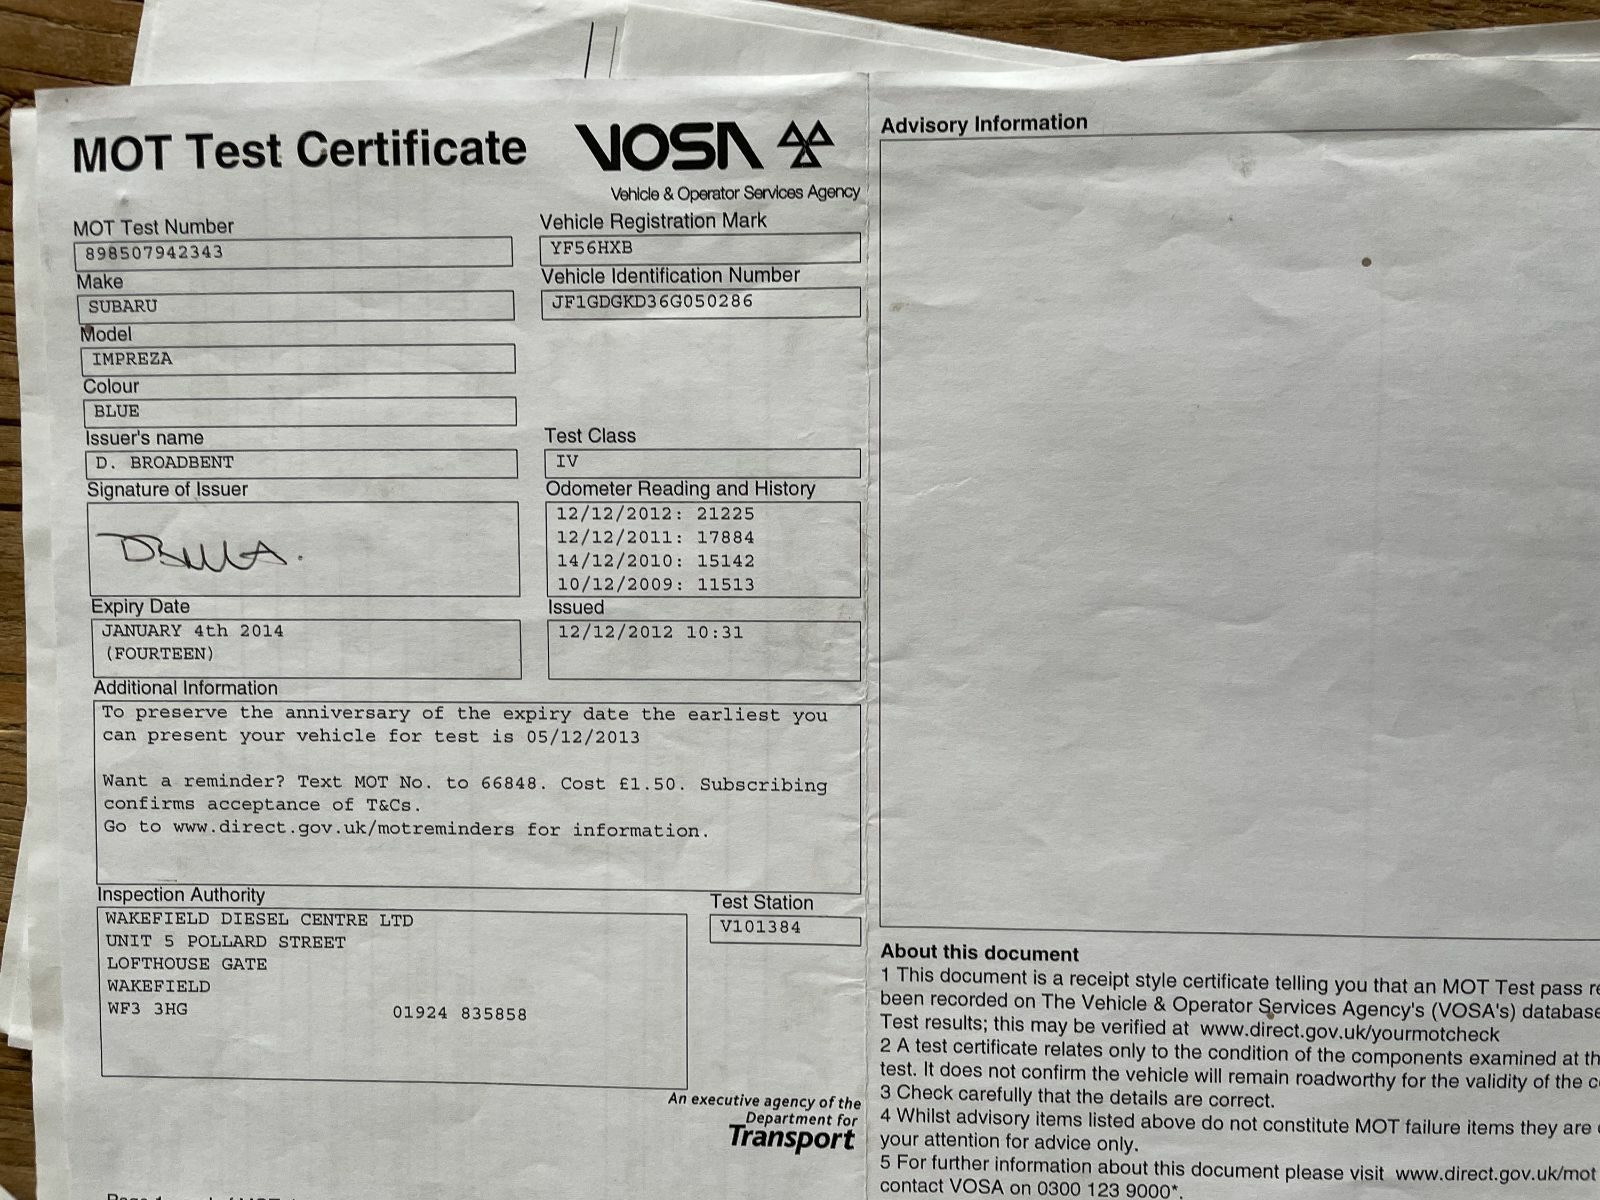 MOT Test Certificate
VOSA
Vehicle & Operator Services Agency
MOT Test Number
898507942343
Vehicle Registration Mark
YF56HXB
Make
SUBARU
Vehicle Identification Number
JF1GDGKD36G050286
Model
IMPREZA
Colour
BLUE
Issuer's name
D. BROADBENT
Test Class
IV
Signature of Issuer
Odometer Reading and History
12/12/2012: 21225
12/12/2011: 17884
14/12/2010: 15142
10/12/2009: 11513
Expiry Date
JANUARY 4th 2014
(FOURTEEN)
Issued
12/12/2012 10:31
Additional Information
To preserve the anniversary of the expiry date the earliest you
can present your vehicle for test is 05/12/2013
Want a reminder? Text MOT No. to 66848. Cost £1.50. Subscribing
confirms acceptance of T&Cs.
Go to www.direct.gov.uk/motreminders for information.
Inspection Authority
WAKEFIELD DIESEL CENTRE LTD
UNIT 5 POLLARD STREET
LOFTHOUSE GATE
WAKEFIELD
WF3 3HG 01924 835858
Test Station
V101384
An executive agency of the
Department for
Transport
Advisory Information
About this document
1 This document is a receipt style certificate telling you that an MOT Test pass
been recorded on The Vehicle & Operator Services Agency's (VOSA's) database
Test results; this may be verified at www.direct.gov.uk/yourmotcheck
2 A test certificate relates only to the condition of the components examined at
test. It does not confirm the vehicle will remain roadworthy for the validity of the
3 Check carefully that the details are correct.
4 Whilst advisory items listed above do not constitute MOT failure items they are
your attention for advice only.
5 For further information about this document please visit www.direct.gov.uk/mot
contact VOSA on 0300 123 9000*.